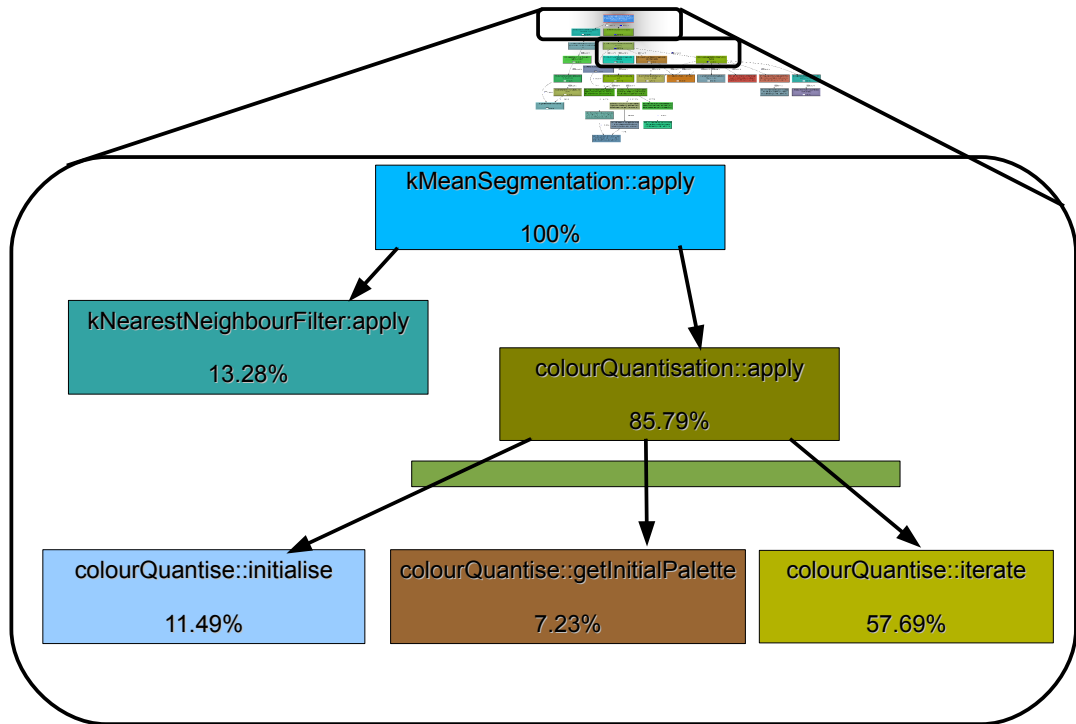 kMeanSegmentation::apply
100%
kNearestNeighbourFilter:apply
13.28%
colourQuantisation::apply
85.79%
colourQuantise::initialise
11.49%
colourQuantise::getInitialPalette
7.23%
colourQuantise::iterate
57.69%